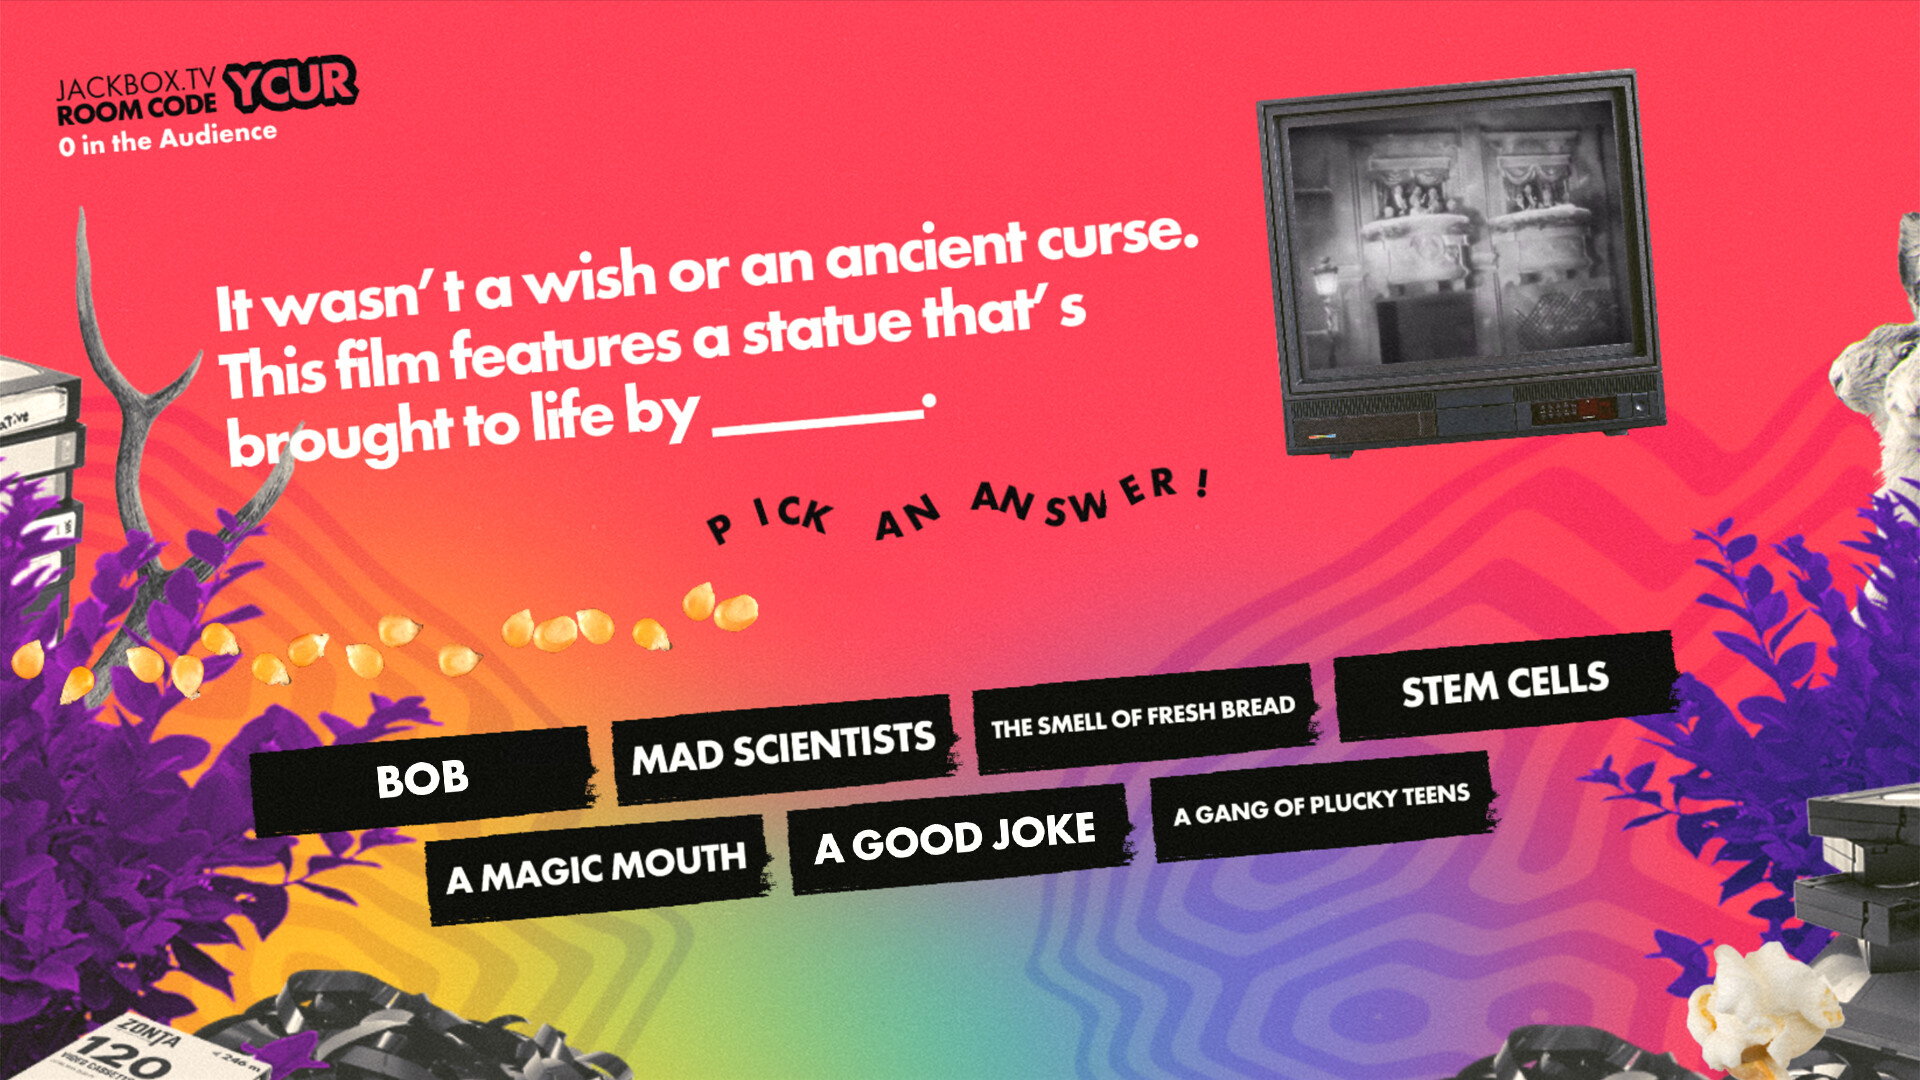 JACKBOX.TV
ROOM CODE YCUR
0 in the Audience
It wasn't a wish or an ancient curse.
This film features a statue that's
brought to life by ______.
PICK AN ANSWER!
BOB
MAD SCIENTISTS
THE SMELL OF FRESH BREAD
STEM CELLS
A MAGIC MOUTH
A GOOD JOKE
A GANG OF PLUCKY TEENS
ZONTA
120
246 m